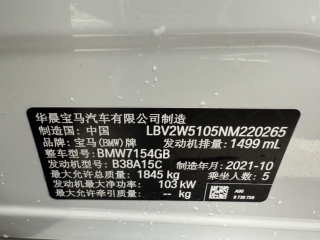 华晨宝马汽车有限公司制造
制造国：中国 LBV2W5105NM220265
品牌：宝马(BMW)牌 发动机排量：1499 mL
整车型号：BMW7154GB
发动机型号：B38A15C 制造年月：2021-10
最大允许总质量：1845 kg 乘坐人数：5
发动机最大净功率：103 kW
最大允许牵引质量：-- kg